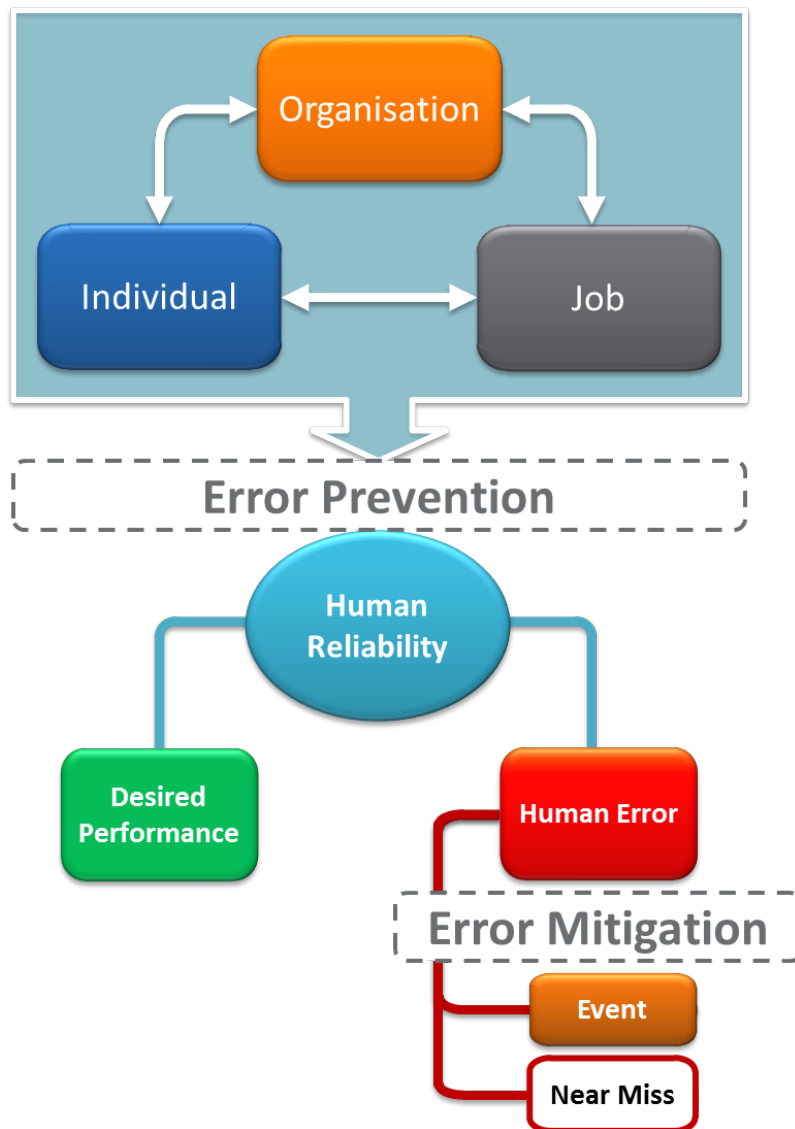 Organisation
Individual
Job
Error Prevention
Human
Reliability
Desired
Performance
Human Error
Error Mitigation
Event
Near Miss